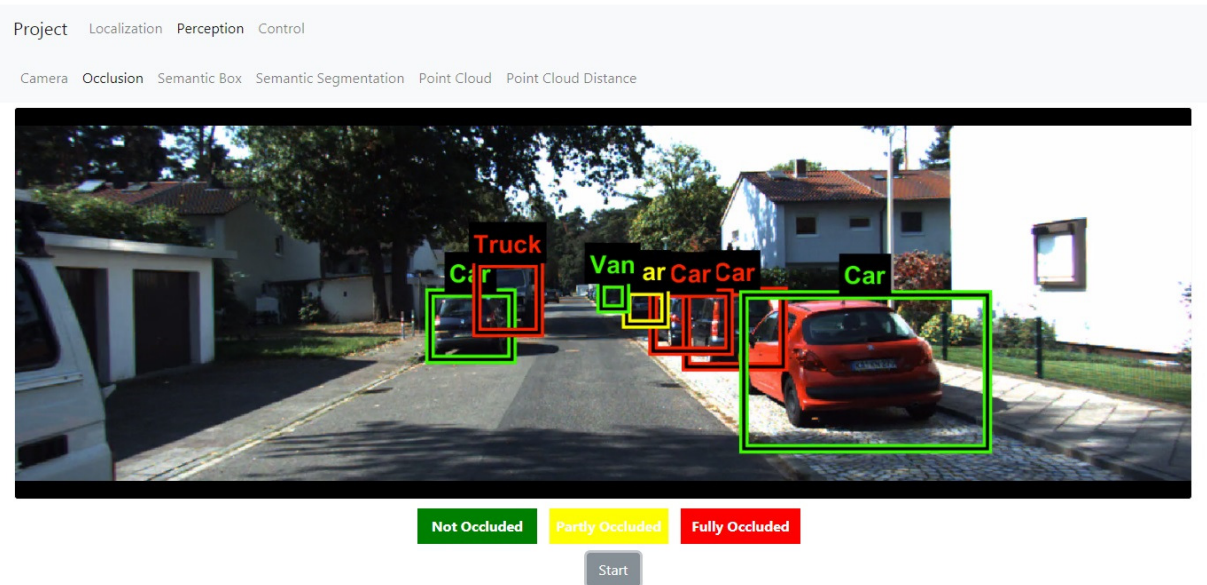 Project Localization Perception Control
Camera Occlusion Semantic Box Semantic Segmentation Point Cloud Point Cloud Distance
Truck
Car Van ar Car Car Car
Not Occluded Partly Occluded Fully Occluded
Start